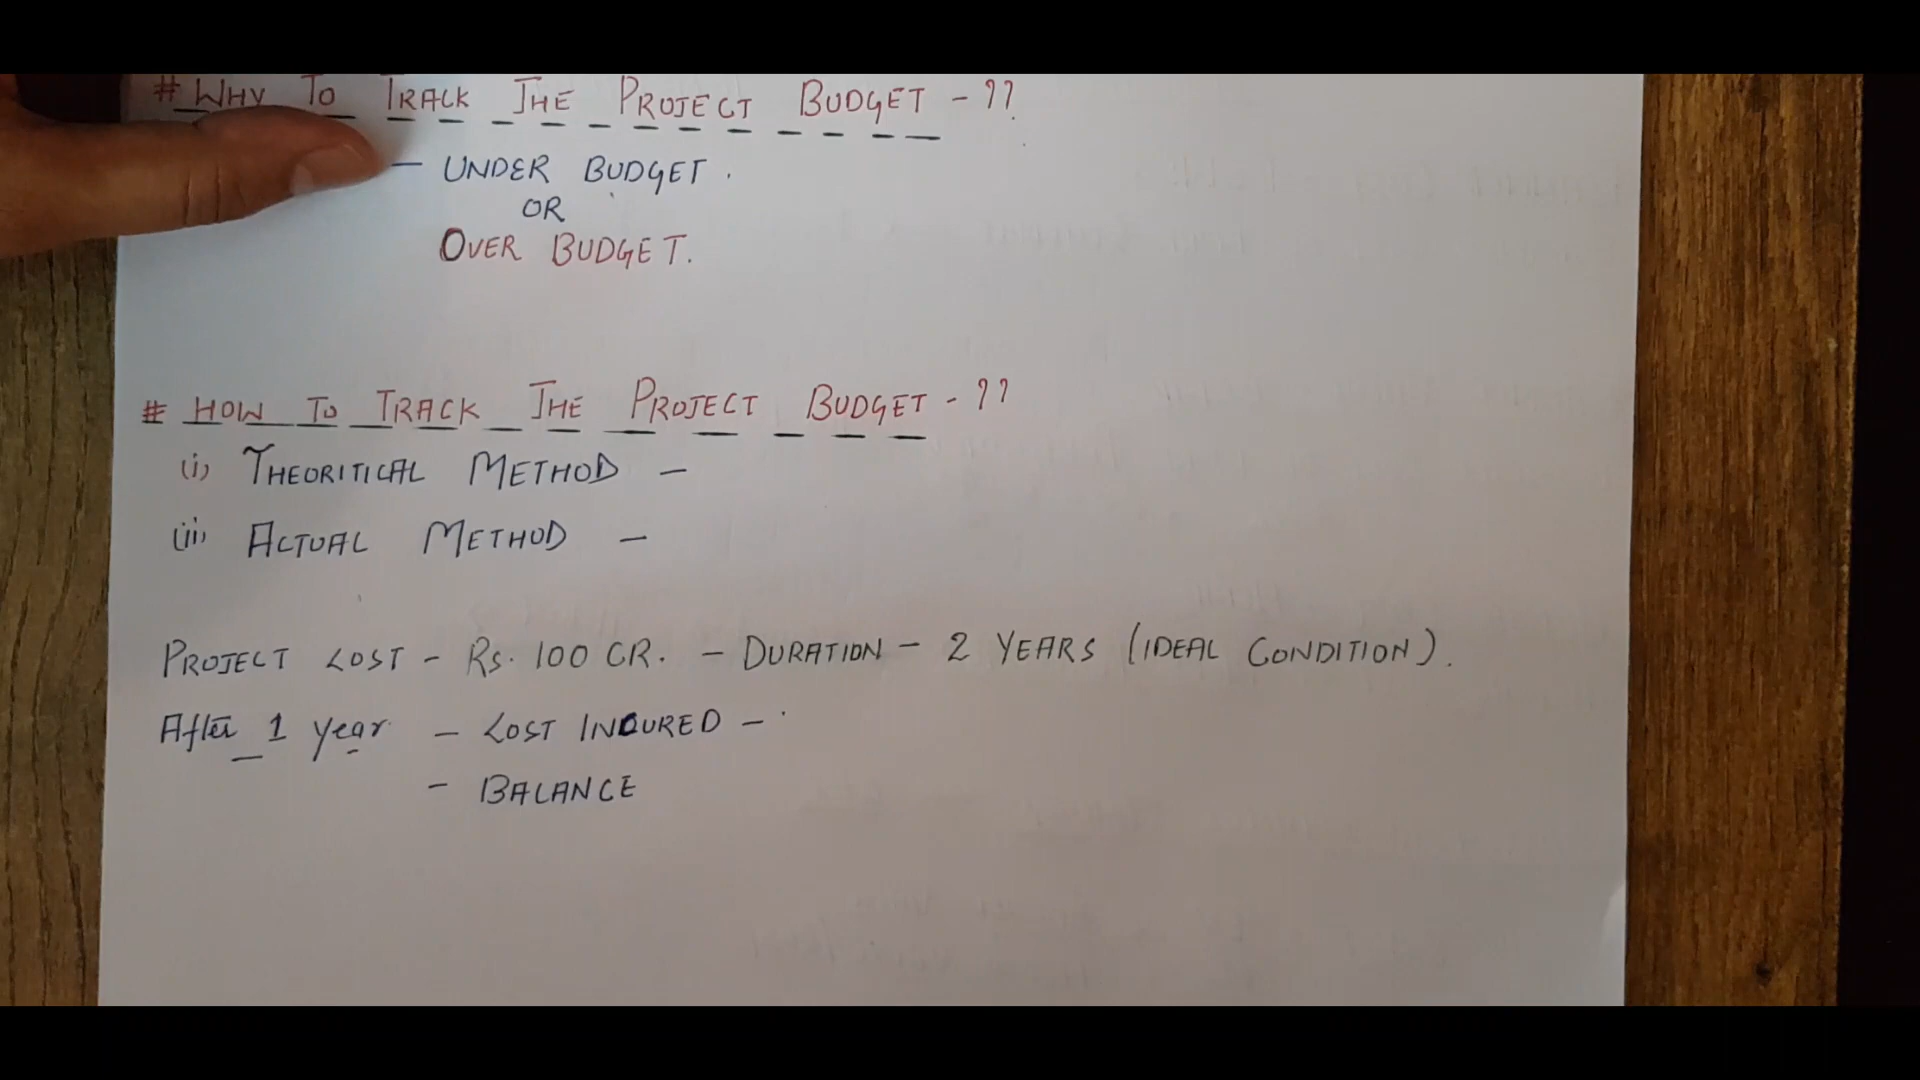 # WHY TO TRACK THE PROJECT BUDGET - ??
- UNDER BUDGET.
OR
OVER BUDGET.
# HOW TO TRACK THE PROJECT BUDGET - ??
(i) THEORITICAL METHOD -
(ii) ACTUAL METHOD -
PROJECT COST - RS. 100 CR. - DURATION - 2 YEARS (IDEAL CONDITION).
After 1 year - COST INCURED -
- BALANCE